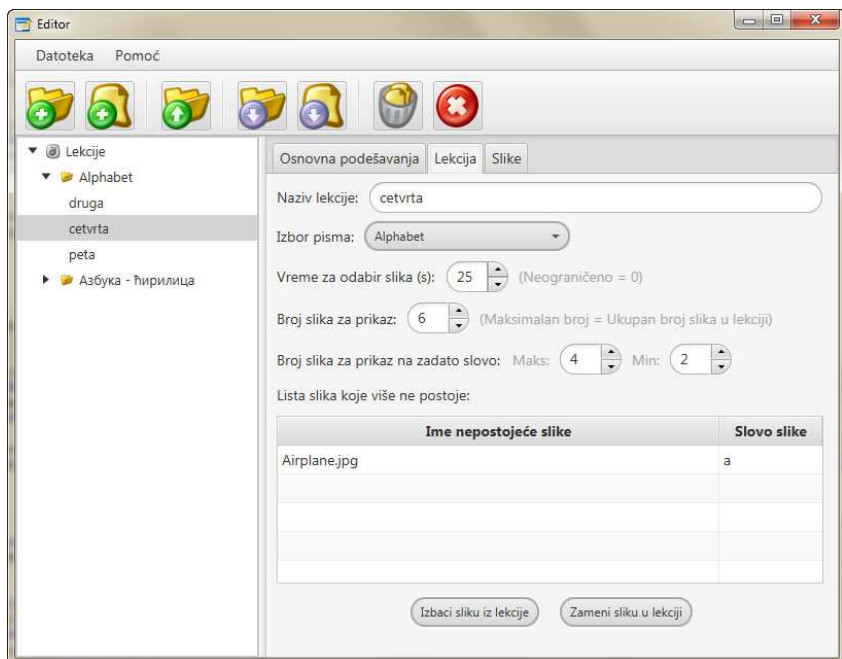 Editor
Datoteka Pomoć
Lekcije
Alphabet
druga
cetvrta
peta
Азбука - ћирилица
Osnovna podešavanja Lekcija Slike
Naziv lekcije: cetvrta
Izbor pisma: Alphabet
Vreme za odabir slika (s): 25 (Neograničeno = 0)
Broj slika za prikaz: 6 (Maksimalan broj = Ukupan broj slika u lekciji)
Broj slika za prikaz na zadato slovo: Maks: 4 Min: 2
Lista slika koje više ne postoje:
Ime nepostojeće slike Slovo slike
Airplane.jpg a
Izbaci sliku iz lekcije Zameni sliku u lekciji